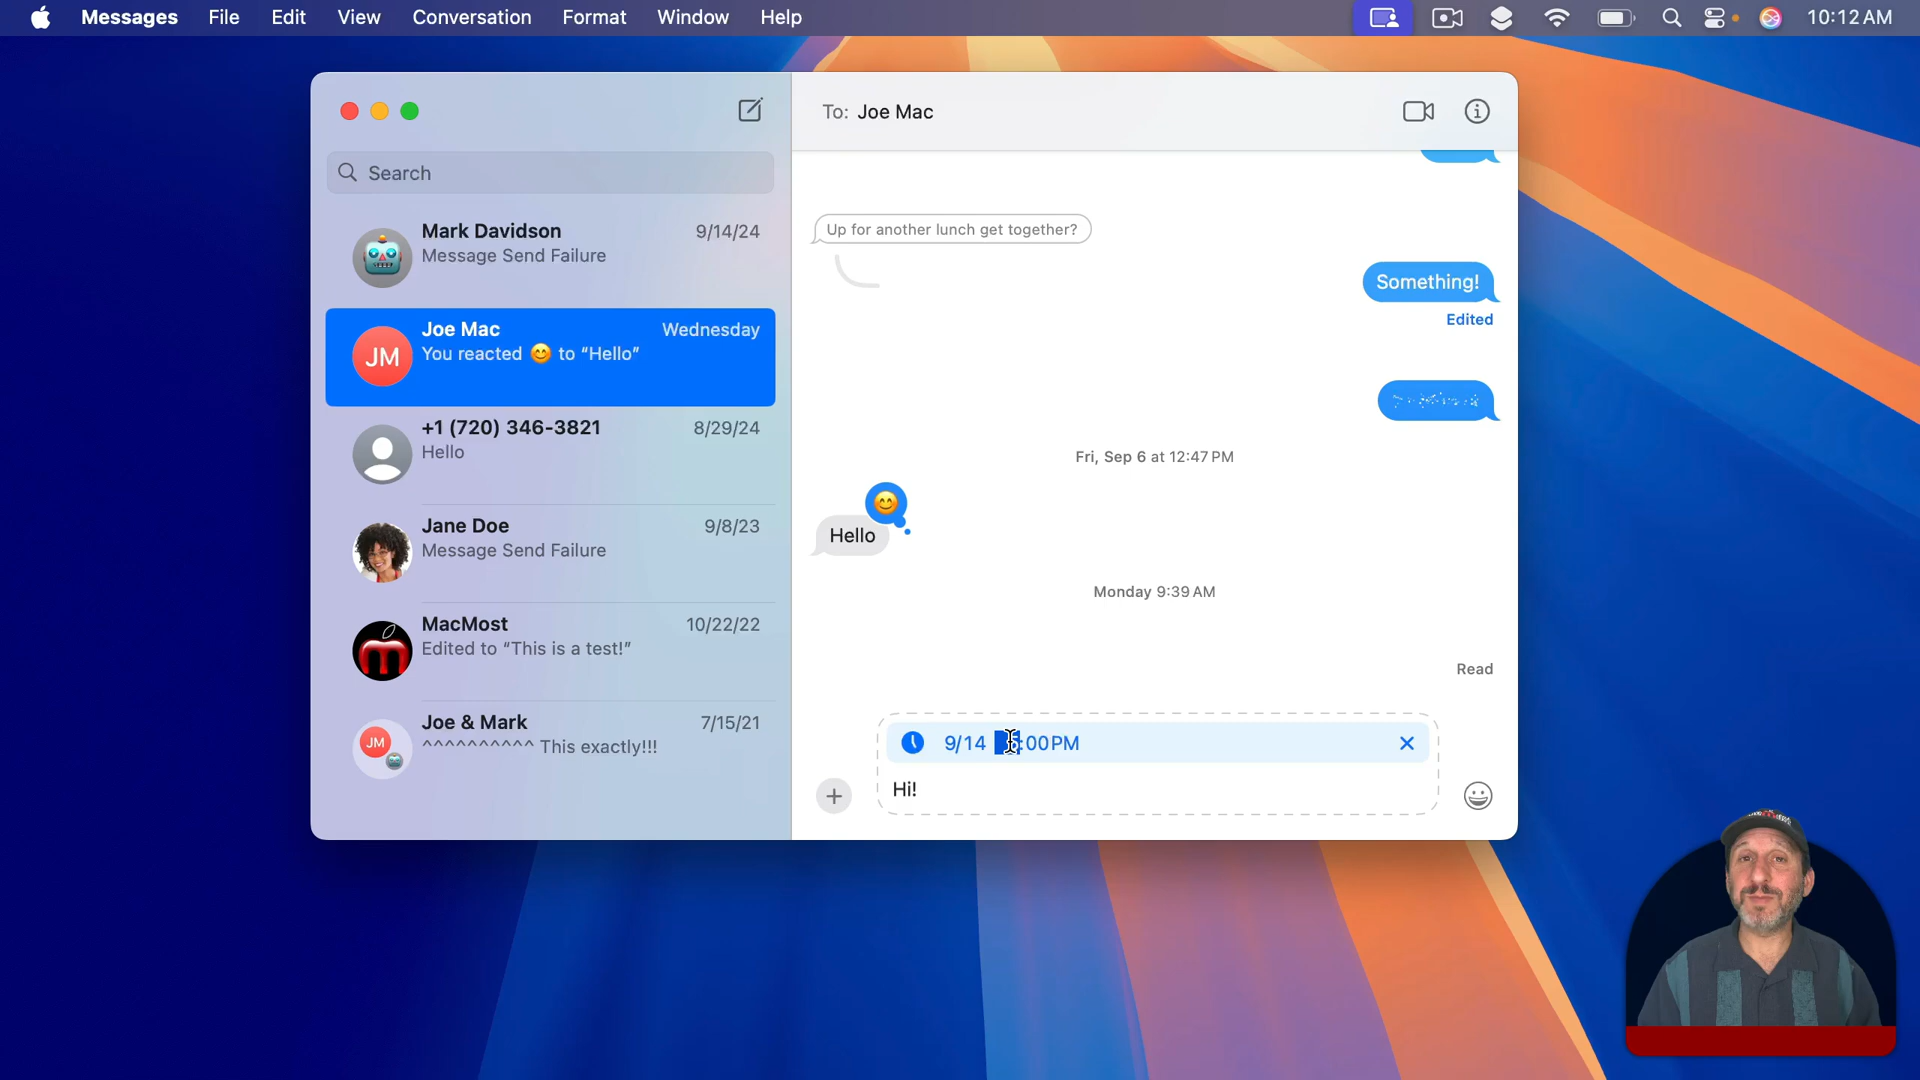 Messages File Edit View Conversation Format Window Help 10:12 AM
To: Joe Mac
Search
Mark Davidson 9/14/24
Message Send Failure
Joe Mac Wednesday
You reacted 😊 to “Hello”
JM
+1 (720) 346-3821 8/29/24
Hello
Jane Doe 9/8/23
Message Send Failure
MacMost 10/22/22
Edited to “This is a test!”
m
Joe & Mark 7/15/21
^^^^^^^^^^ This exactly!!!
JM
Up for another lunch get together?
Something!
Edited
Fri, Sep 6 at 12:47 PM
Hello
Monday 9:39 AM
Read
9/14 :00 PM
Hi!